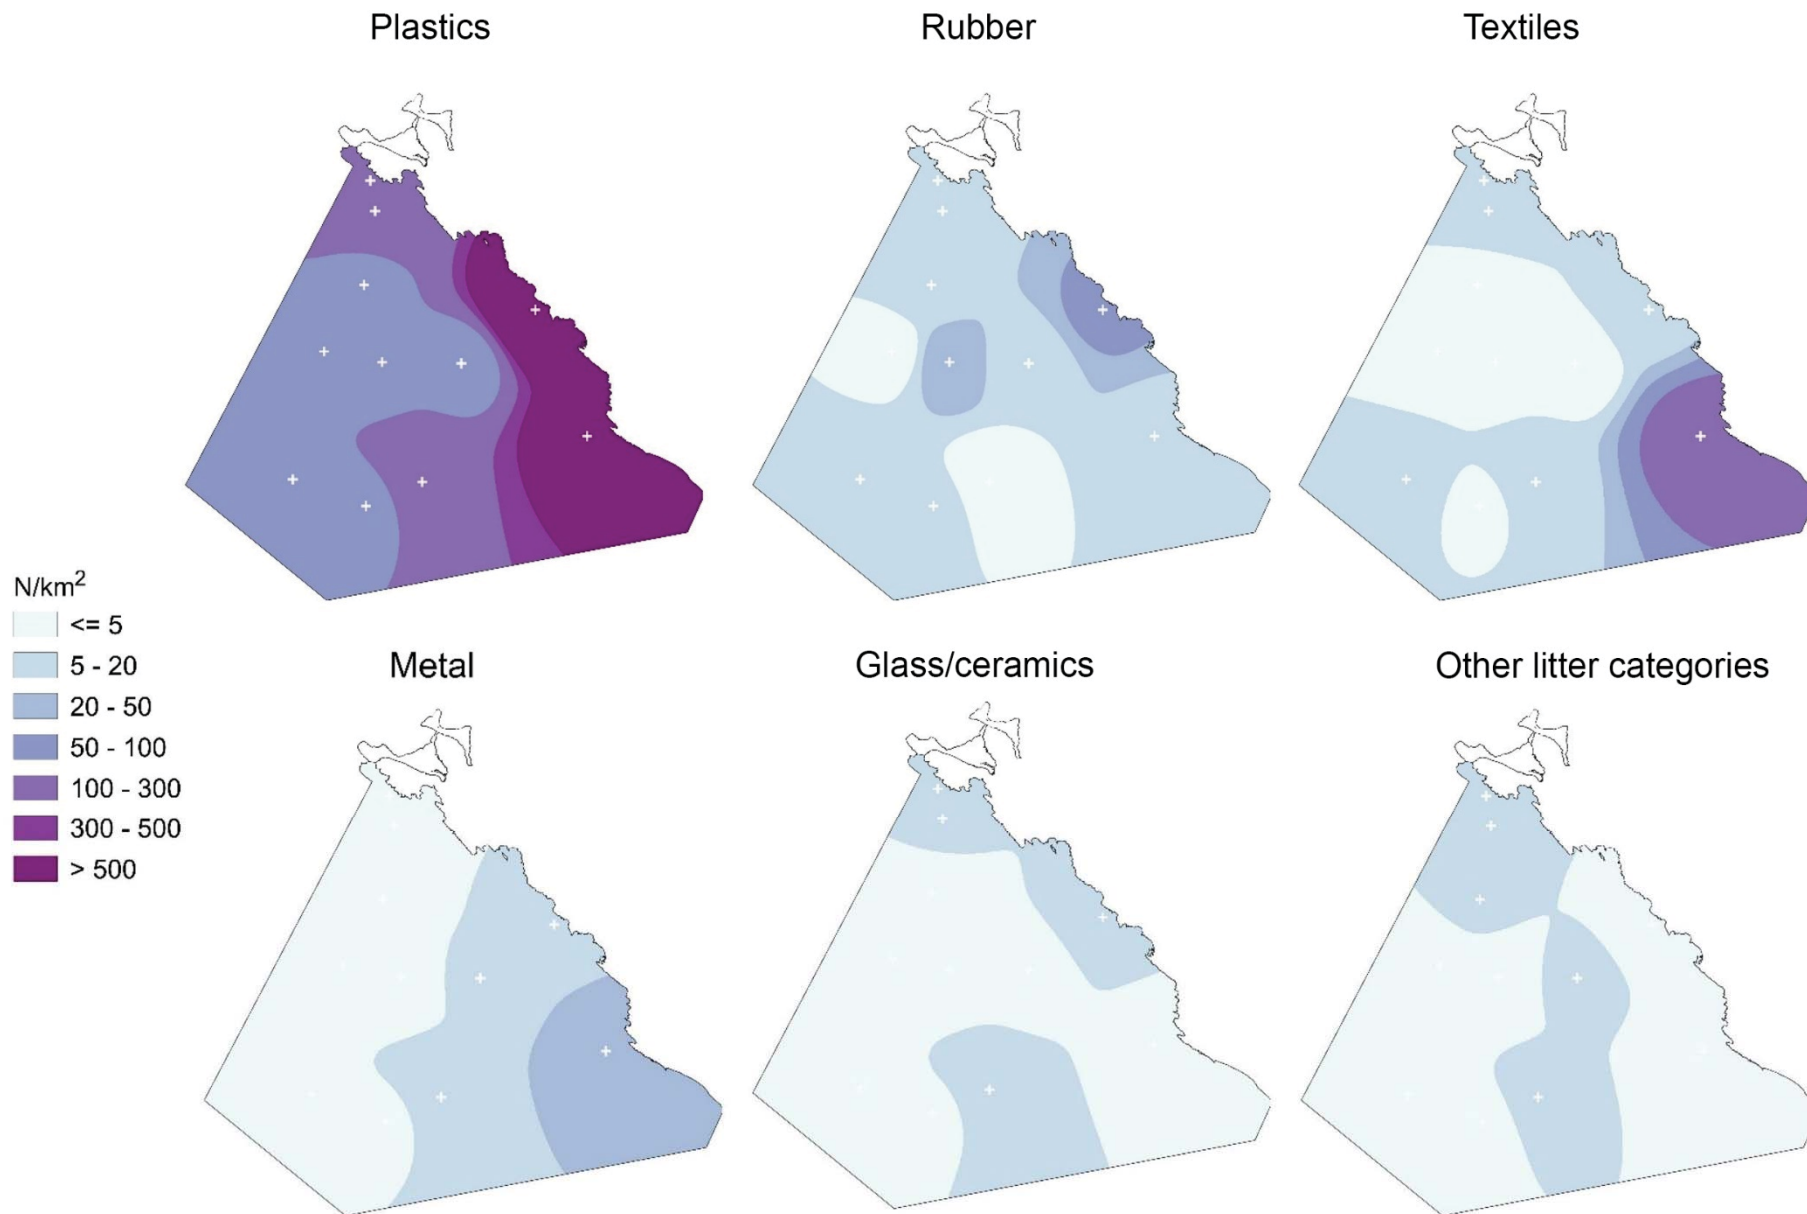 Plastics
Rubber
Textiles
N/km²
<= 5
5 - 20
20 - 50
50 - 100
100 - 300
300 - 500
> 500
Metal
Glass/ceramics
Other litter categories